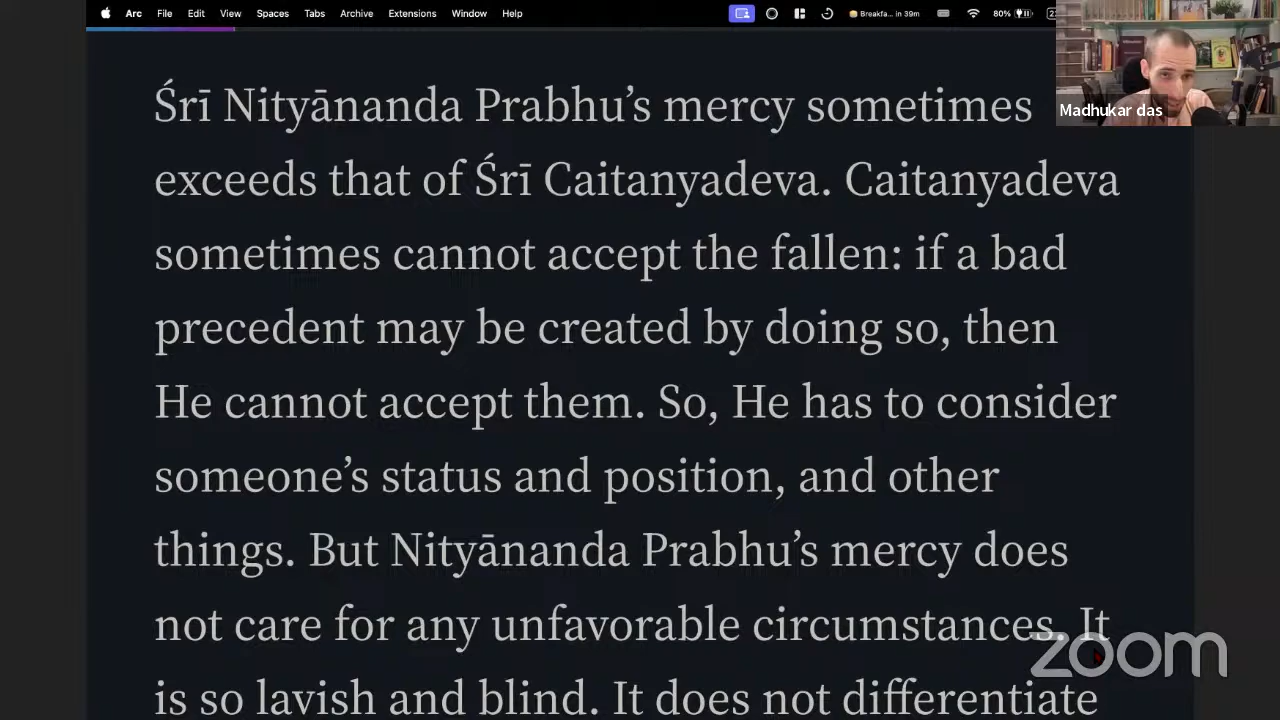 Arc File Edit View Spaces Tabs Archive Extensions Window Help Breakfa... in 39m 80%
Madhukar das
Śrī Nityānanda Prabhu’s mercy sometimes
exceeds that of Śrī Caitanyadeva. Caitanyadeva
sometimes cannot accept the fallen: if a bad
precedent may be created by doing so, then
He cannot accept them. So, He has to consider
someone’s status and position, and other
things. But Nityānanda Prabhu’s mercy does
not care for any unfavorable circumstances. It
is so lavish and blind. It does not differentiate
zoom